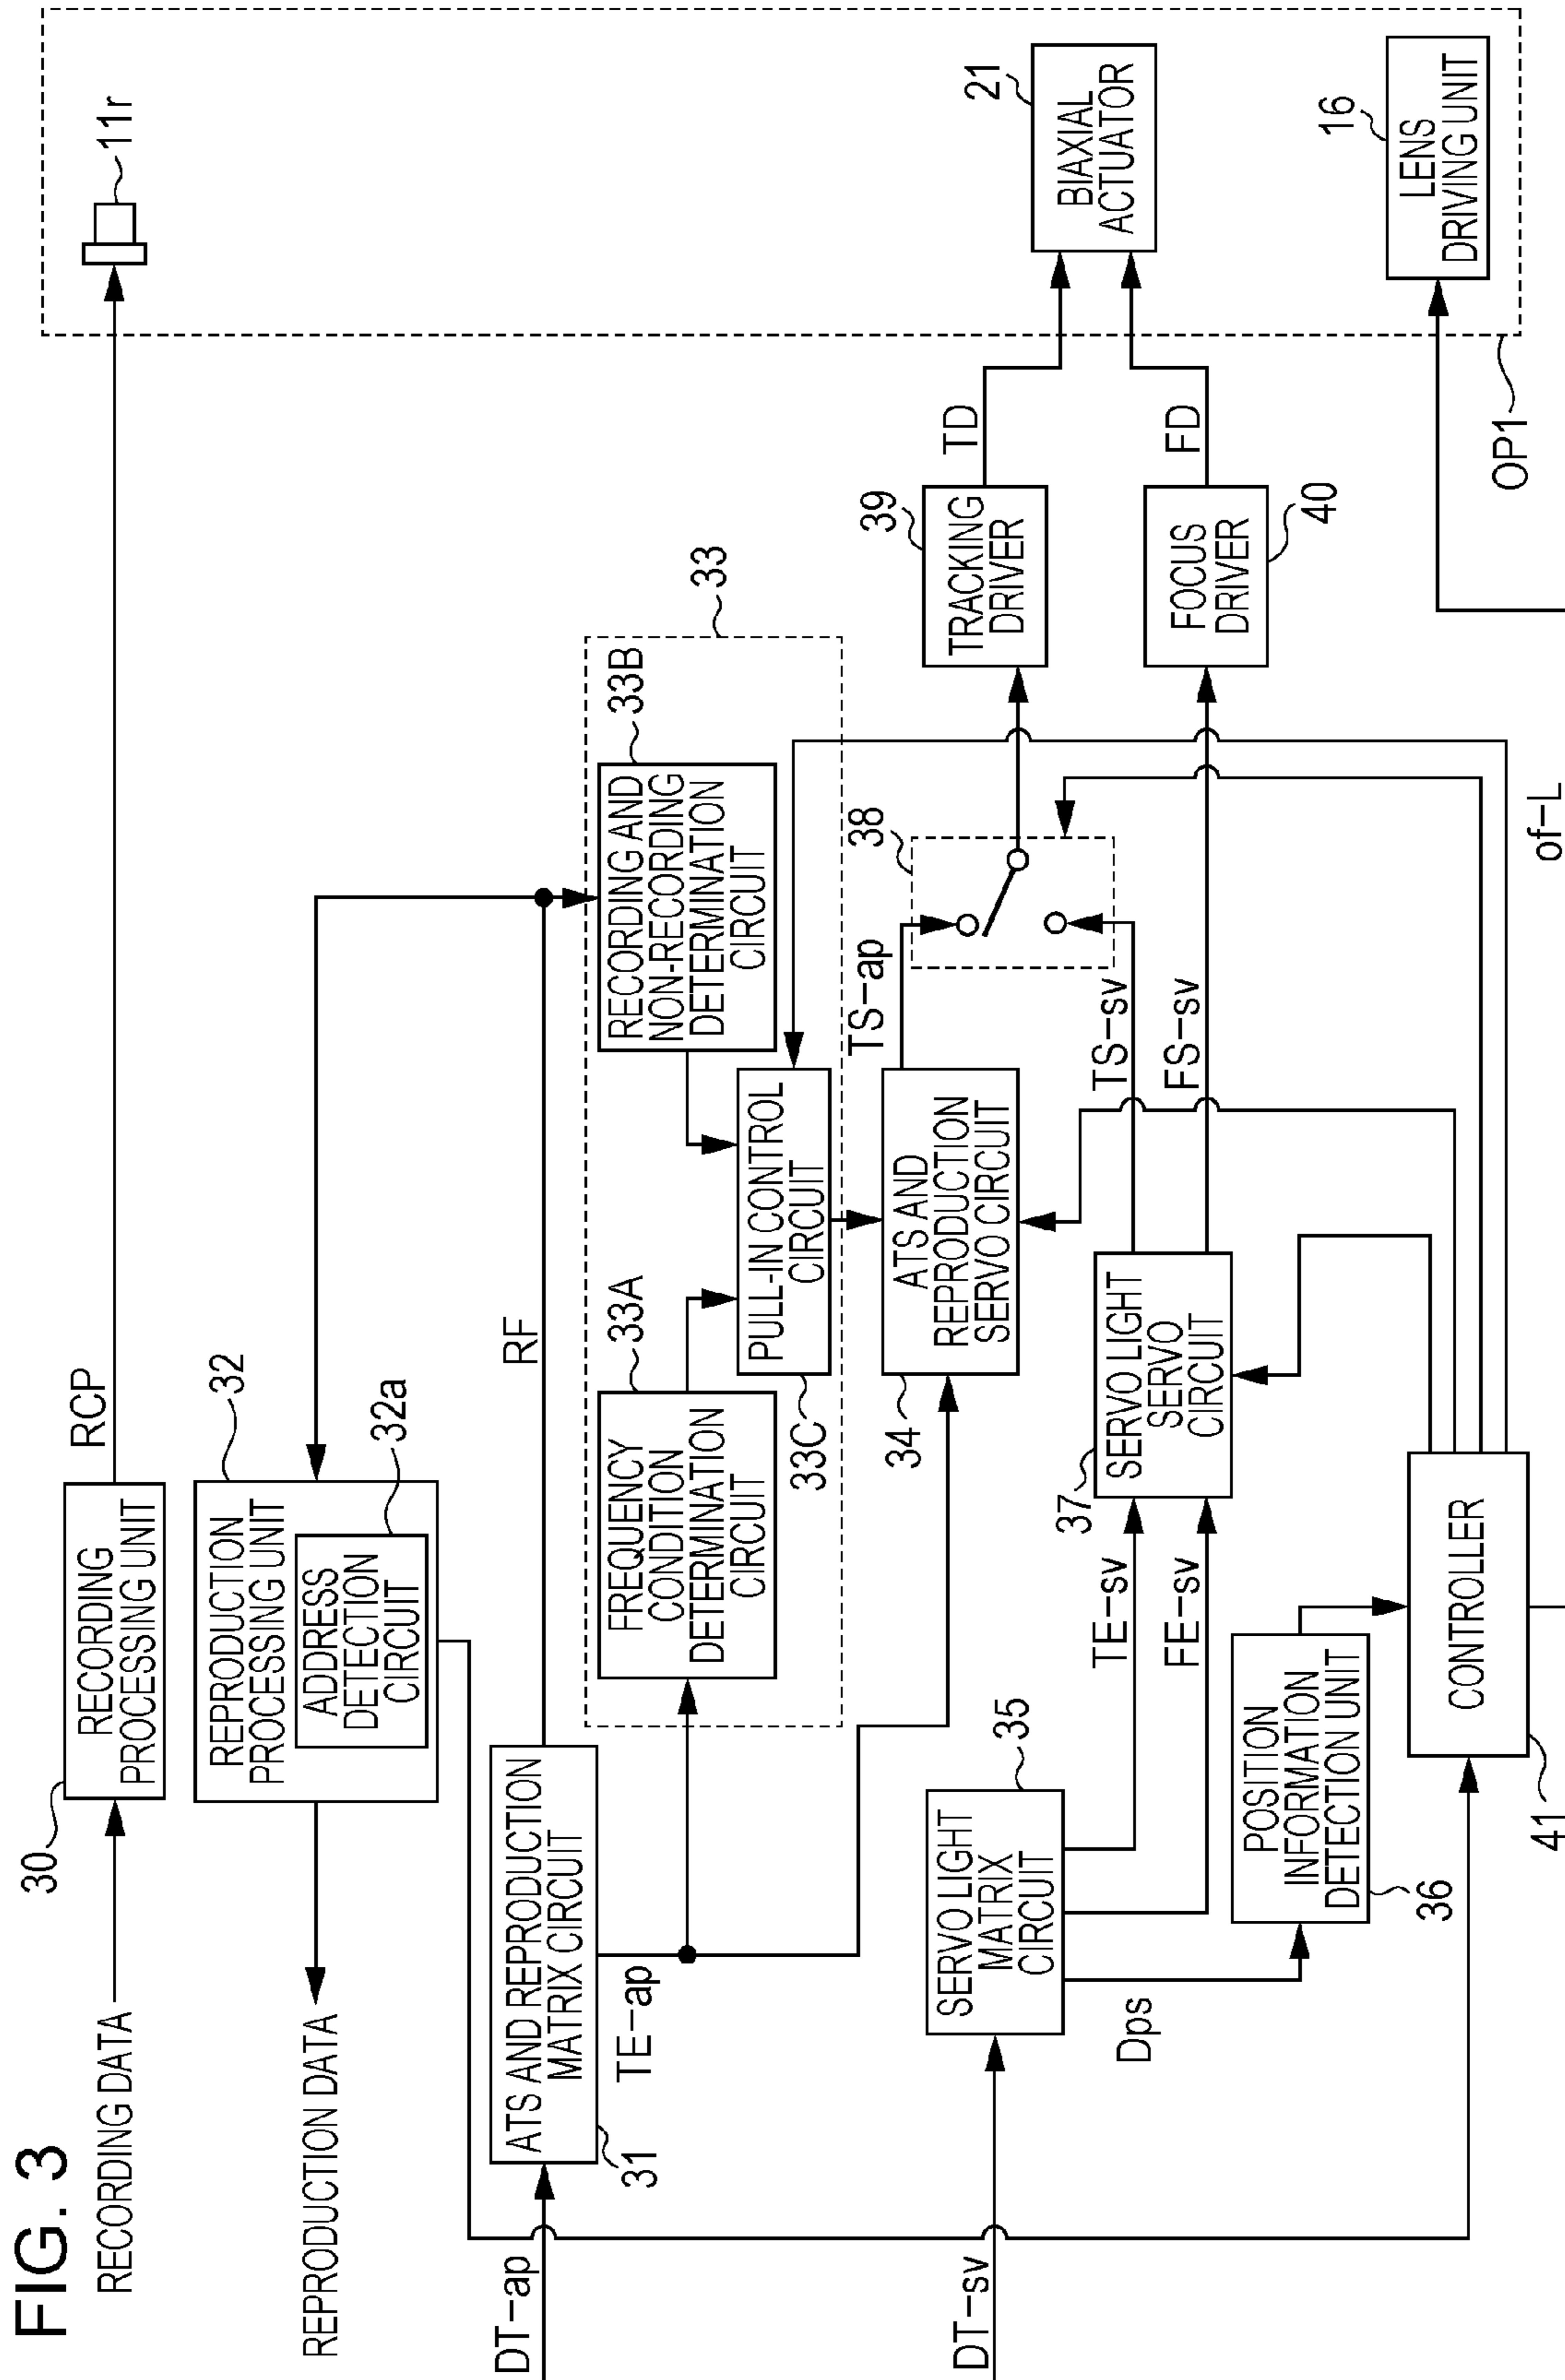 FIG. 3
RECORDING DATA
30
RECORDING
PROCESSING UNIT
RCP
11r
REPRODUCTION DATA
REPRODUCTION
PROCESSING UNIT
32
ADDRESS
DETECTION
CIRCUIT
32a
DT-ap
ATS AND REPRODUCTION
MATRIX CIRCUIT
31
RF
TE-ap
FREQUENCY
CONDITION
DETERMINATION
CIRCUIT
33A
RECORDING AND
NON-RECORDING
DETERMINATION
CIRCUIT
33B
33
PULL-IN CONTROL
CIRCUIT
33C
ATS AND
REPRODUCTION
SERVO CIRCUIT
34
TS-ap
38
TRACKING
DRIVER
39
TD
BIAXIAL
ACTUATOR
21
DT-sv
SERVO LIGHT
MATRIX
CIRCUIT
35
Dps
TE-sv
FE-sv
SERVO LIGHT
SERVO
CIRCUIT
37
TS-sv
FS-sv
FOCUS
DRIVER
40
FD
POSITION
INFORMATION
DETECTION UNIT
36
CONTROLLER
41
of-L
LENS
DRIVING UNIT
16
OP1